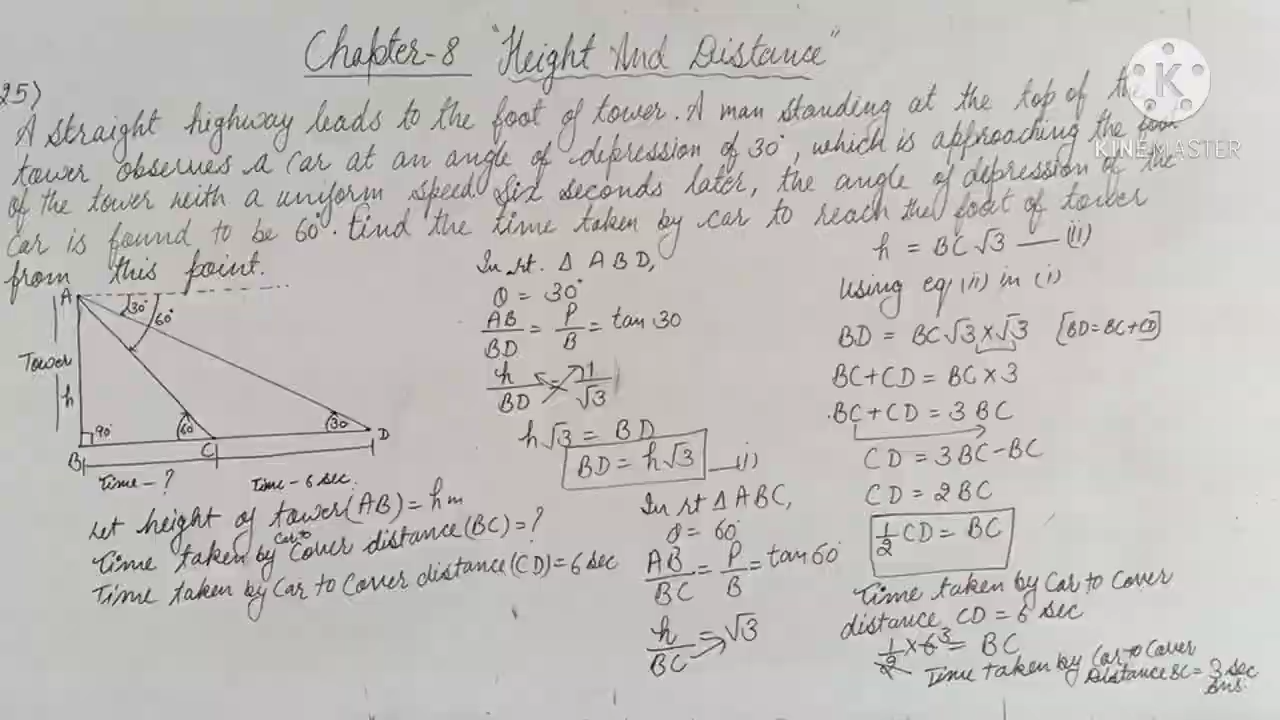 Chapter-8 "Height And Distance"
25)
A straight highway leads to the foot of tower. A man standing at the top of the
tower observes a car at an angle of depression of 30°, which is approaching the foot
of the tower with a uniform speed. Six seconds later, the angle of depression of the
car is found to be 60°. Find the time taken by car to reach the foot of tower
from this point.
A
30°
60°
Tower
h
90°
60
30
B
C
D
Time - ?
Time - 6 sec.
Let height of tower(AB) = h m
Time taken by Car to Cover distance(BC) = ?
Time taken by Car to Cover distance(CD) = 6 sec
In rt. Δ ABD,
θ = 30°
AB/BD = P/B = tan 30
h/BD = 1/√3
h√3 = BD
BD = h√3 —(i)
In rt Δ ABC,
θ = 60°
AB/BC = P/B = tan 60
h/BC = √3
h = BC√3 — (ii)
Using eq (ii) in (i)
BD = BC√3 × √3 [BD = BC + CD]
BC + CD = BC × 3
BC + CD = 3 BC
CD = 3BC - BC
CD = 2BC
1/2 CD = BC
Time taken by Car to Cover
distance CD = 6 sec
1/2 × 6 3 = BC
Time taken by Car to Cover
Distance BC = 3 sec
Ans.
K
KINEMASTER